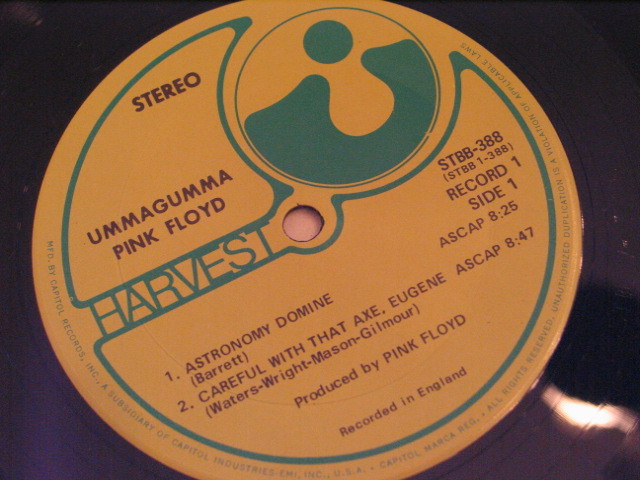 STEREO
UMMAGUMMA
PINK FLOYD
HARVEST
STBB-388
(STBB 1-388)
RECORD 1
SIDE 1
1. ASTRONOMY DOMINE ASCAP 8:25
(Barrett)
2. CAREFUL WITH THAT AXE, EUGENE ASCAP 8:47
(Waters-Wright-Mason-Gilmour)
Produced by PINK FLOYD
Recorded in England
MFD. BY CAPITOL RECORDS, INC., A SUBSIDIARY OF CAPITOL INDUSTRIES EMI, INC., U.S.A. • CAPITOL MARCA REG. • ALL RIGHTS RESERVED. UNAUTHORIZED DUPLICATION IS A VIOLATION OF APPLICABLE LAWS